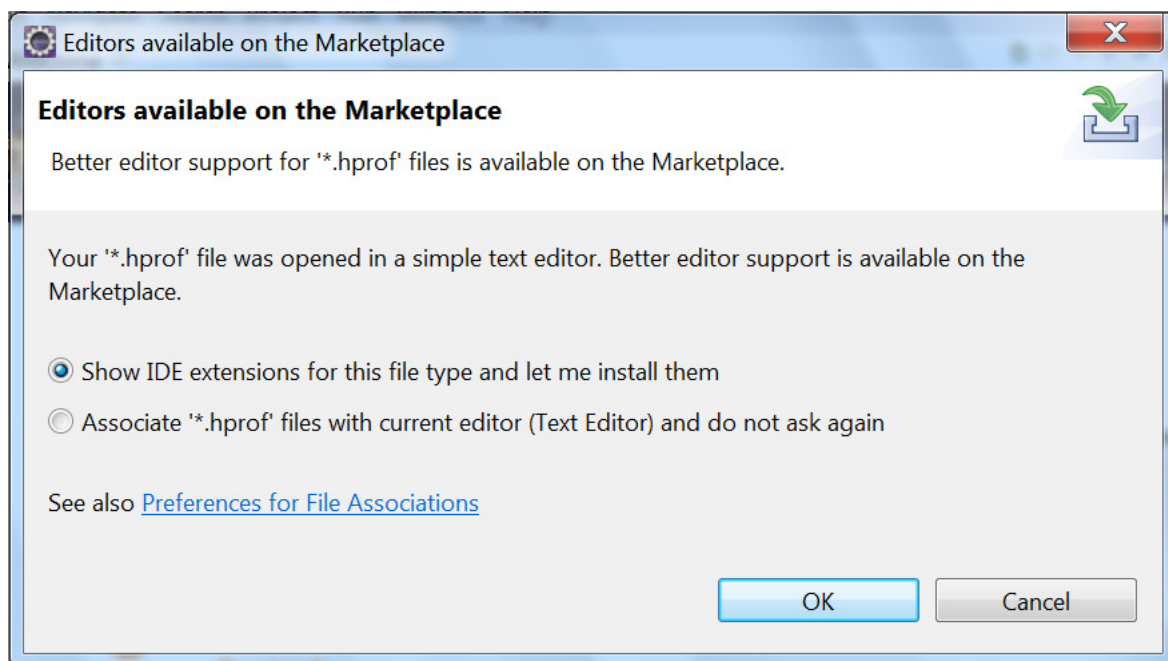 Editors available on the Marketplace
Editors available on the Marketplace
Better editor support for '*.hprof' files is available on the Marketplace.
Your '*.hprof' file was opened in a simple text editor. Better editor support is available on the
Marketplace.
Show IDE extensions for this file type and let me install them
Associate '*.hprof' files with current editor (Text Editor) and do not ask again
See also Preferences for File Associations
OK
Cancel